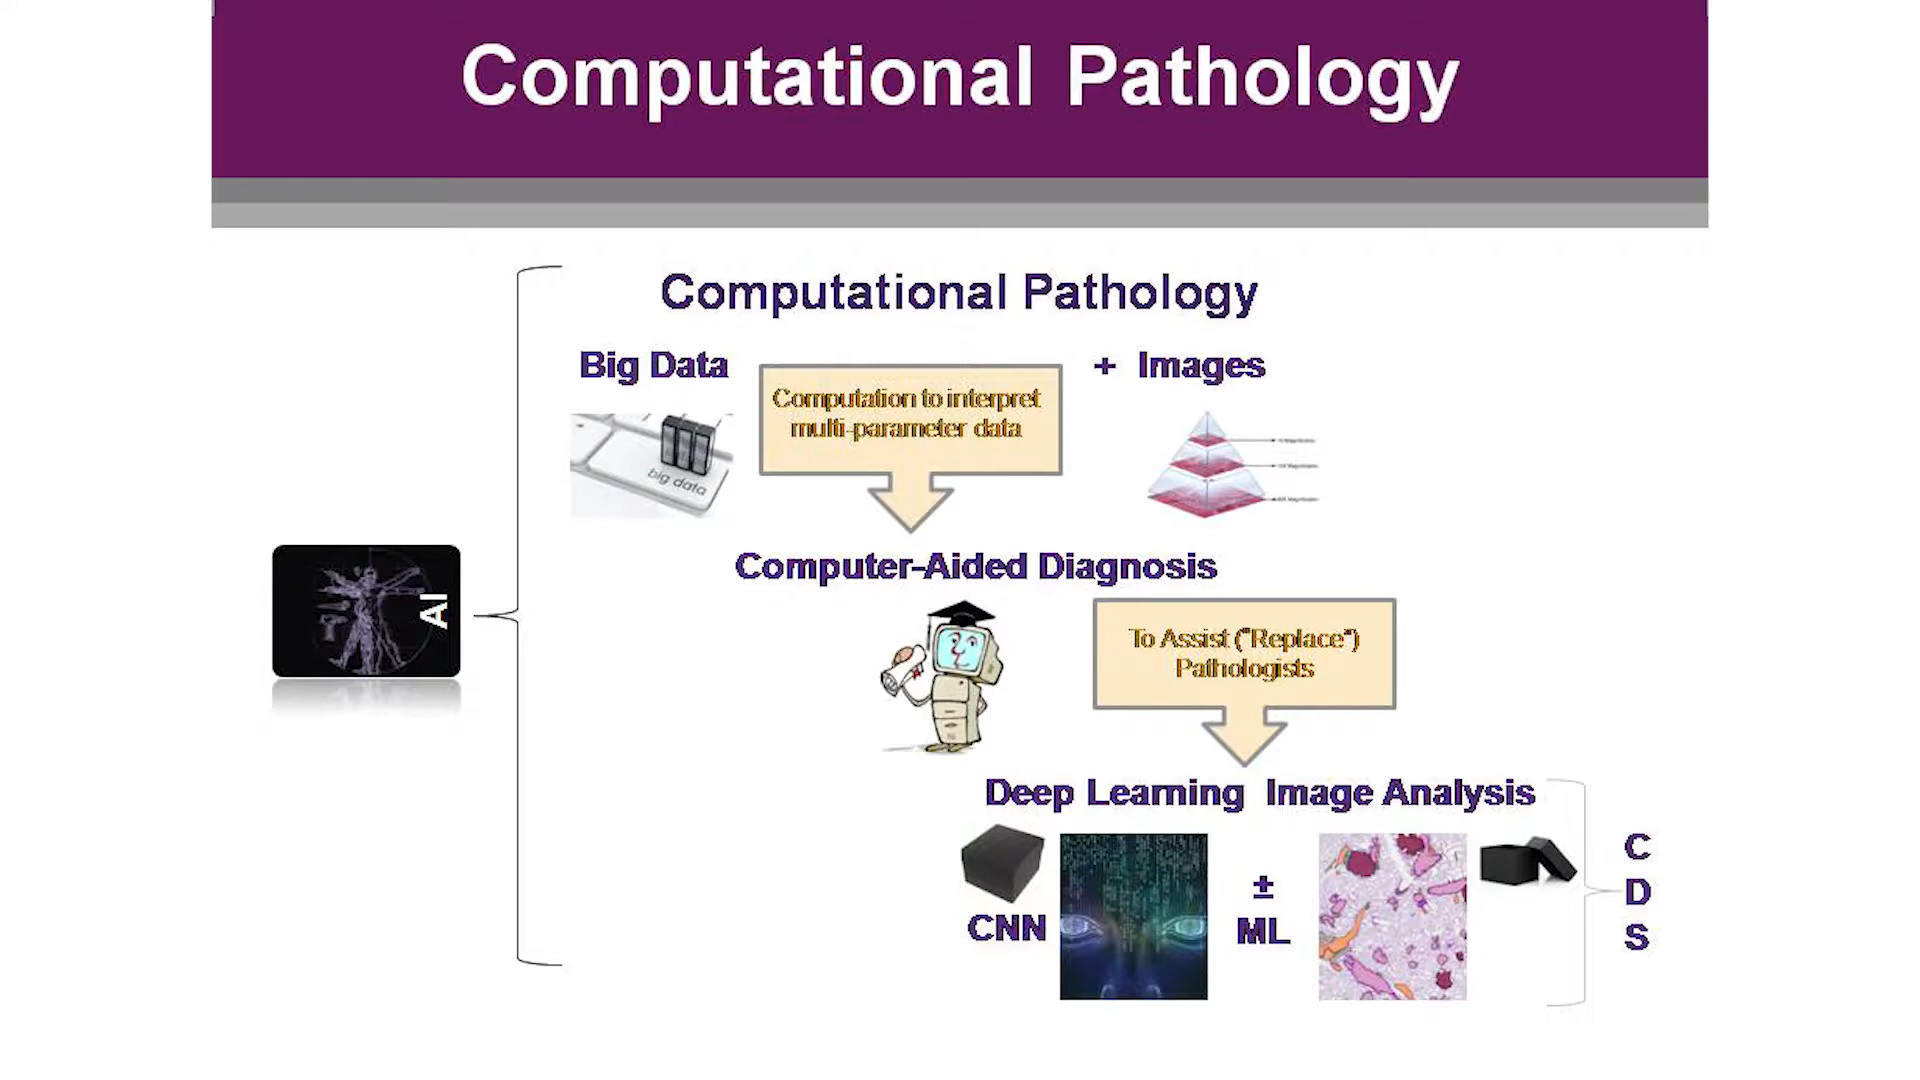 Computational Pathology
Computational Pathology
Big Data
+ Images
Computation to interpret
multi-parameter data
big data
Computer-Aided Diagnosis
AI
To Assist ("Replace")
Pathologists
Deep Learning Image Analysis
CNN
±
ML
C
D
S